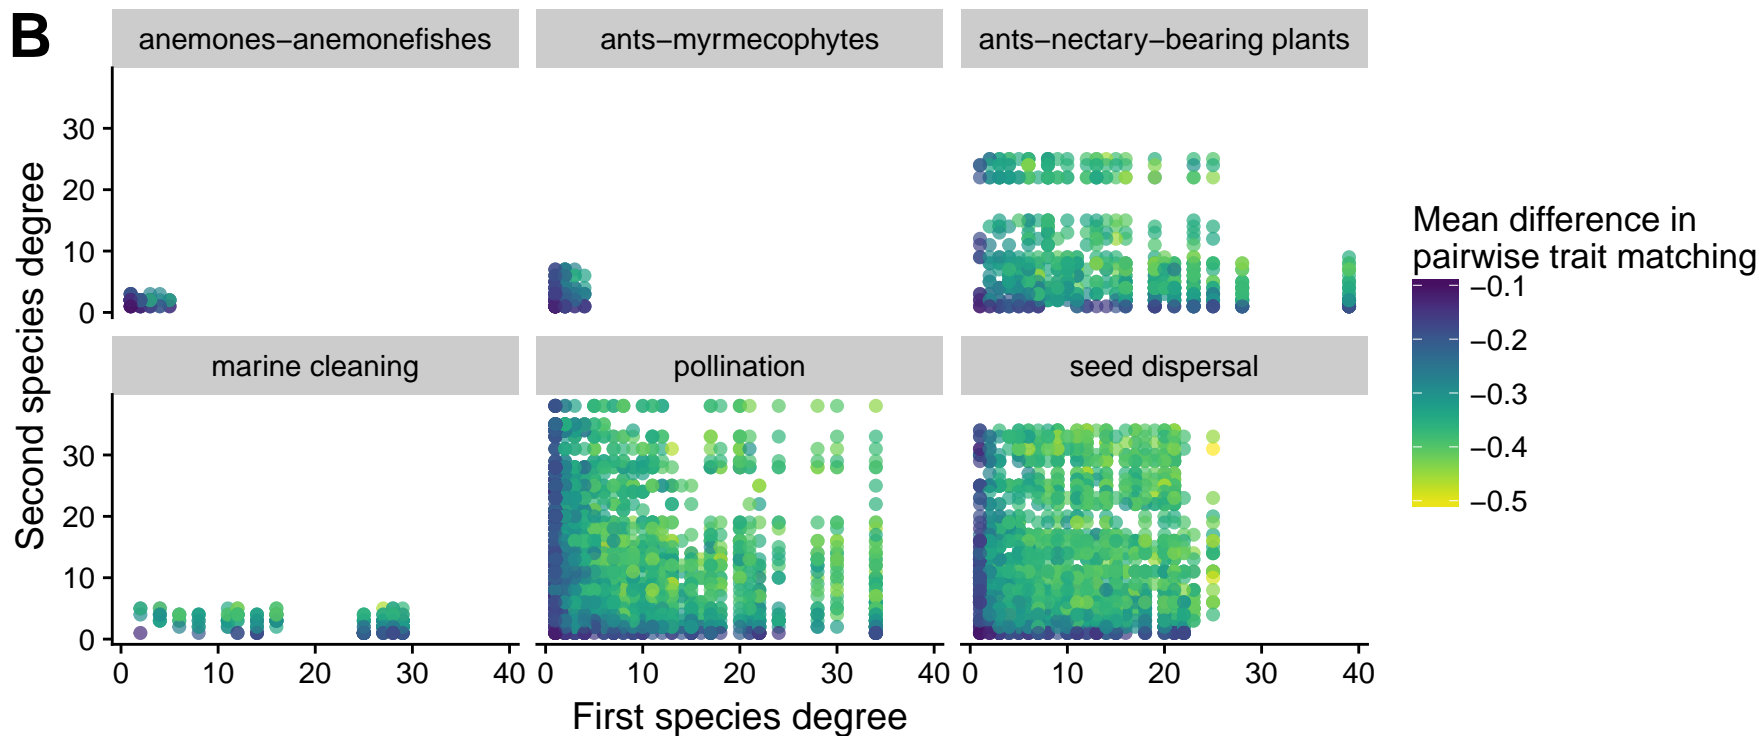 B
anemones−anemonefishes
ants−myrmecophytes
ants−nectary−bearing plants
30
20
10
0
marine cleaning
pollination
seed dispersal
30
20
10
0
0 10 20 30 40
0 10 20 30 40
0 10 20 30 40
First species degree
Second species degree
Mean difference in
pairwise trait matching
−0.1
−0.2
−0.3
−0.4
−0.5